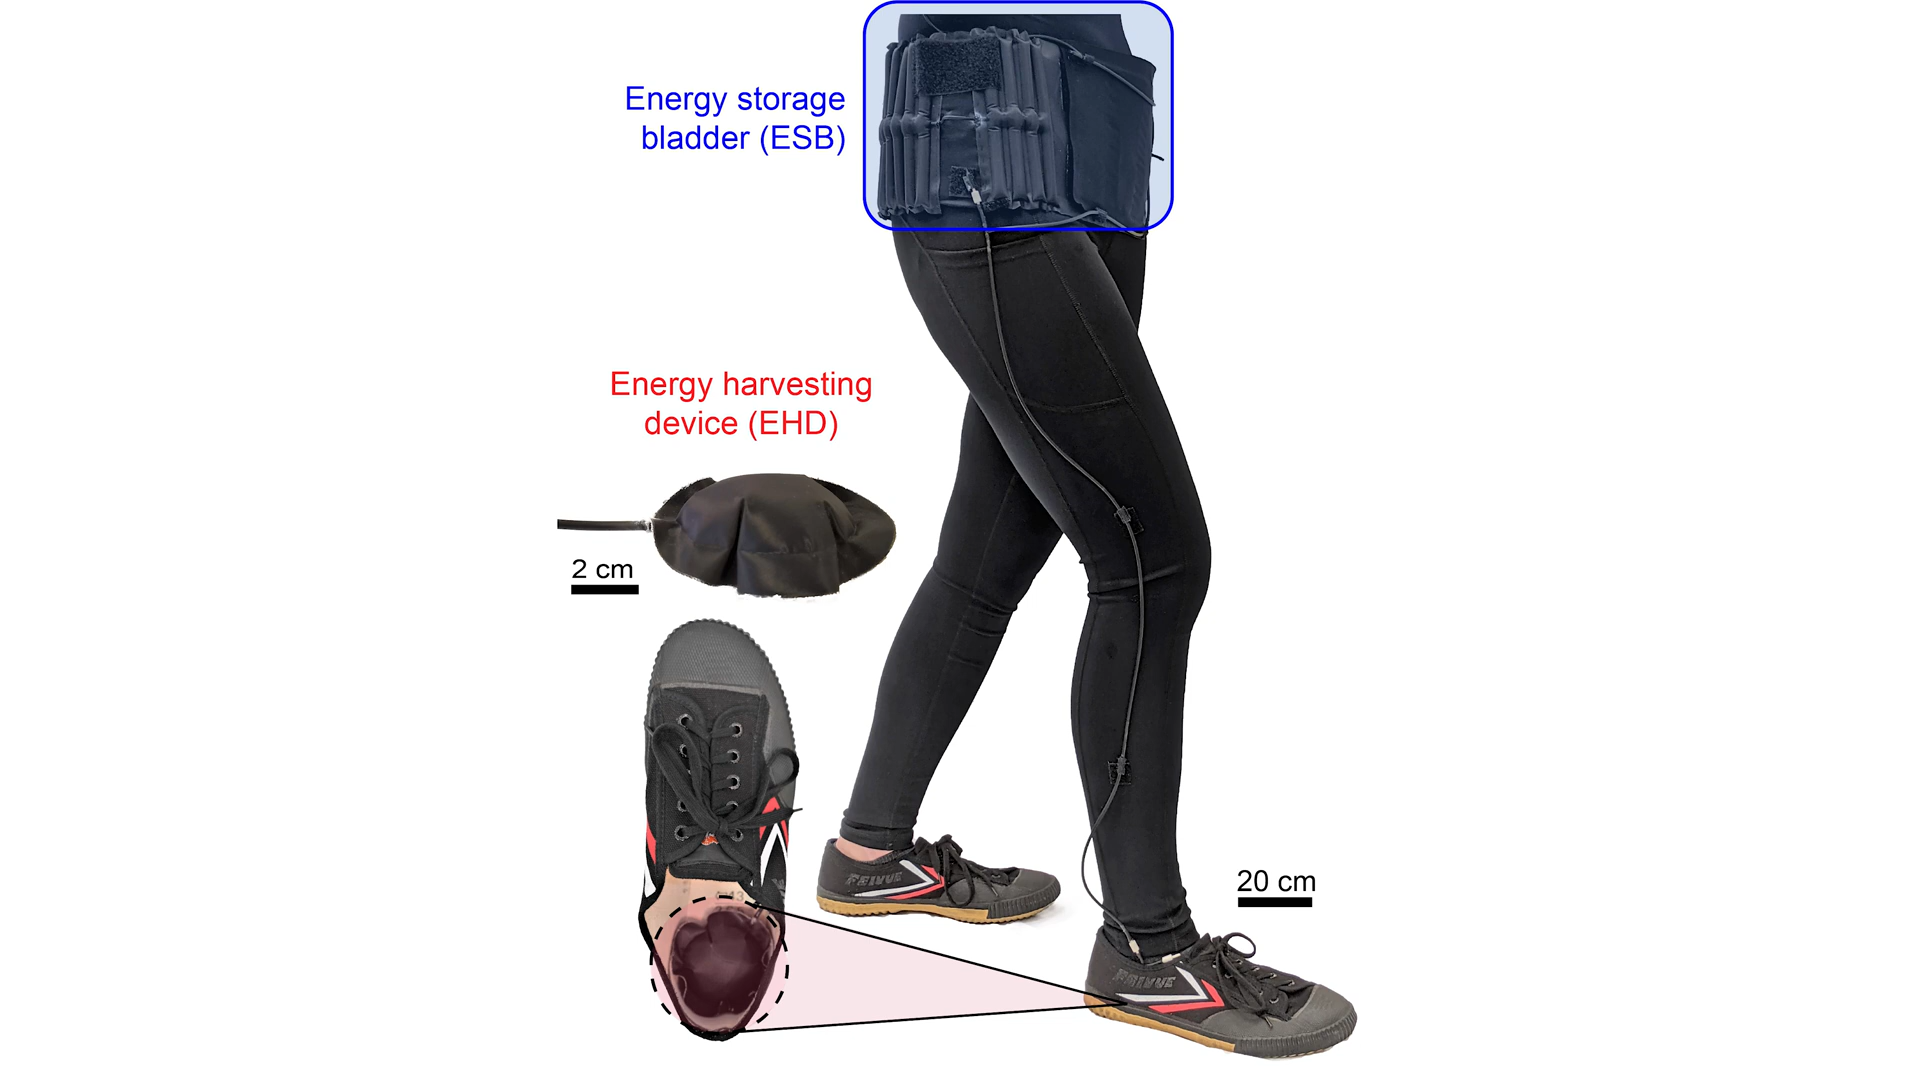 Energy storage
bladder (ESB)
Energy harvesting
device (EHD)
2 cm
20 cm